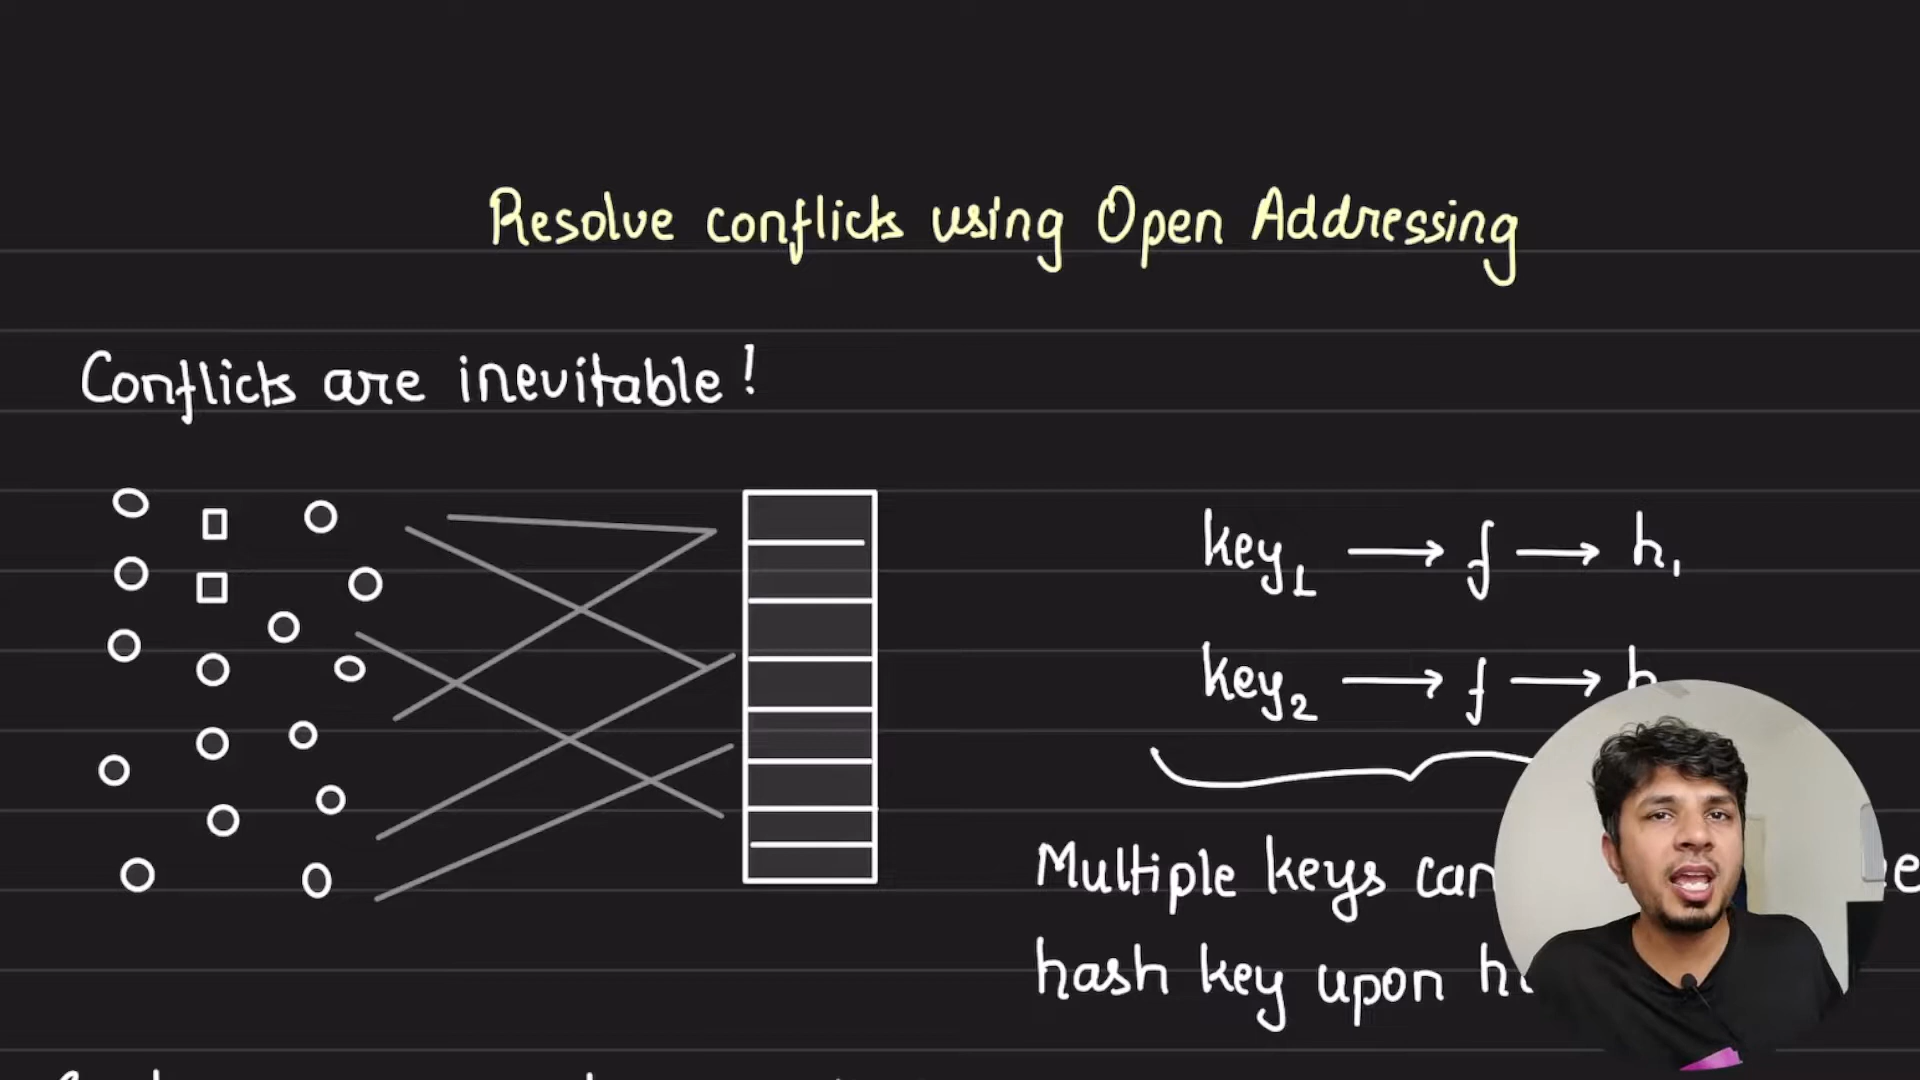 Resolve conflicts using Open Addressing
Conflicts are inevitable!
key1 → f → h1
key2 → f →
Multiple keys can
hash key upon